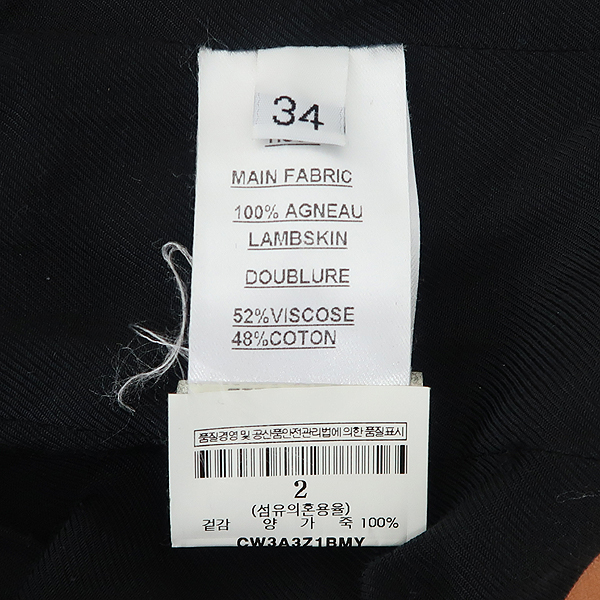 34
MAIN FABRIC
100% AGNEAU
LAMBSKIN
DOUBLURE
52%VISCOSE
48%COTON
품질경영 및 공산품안전관리법에 의한 품질표시
2
(섬유의혼용율)
겉감 양 가 죽 100%
CW3A3Z1BMY